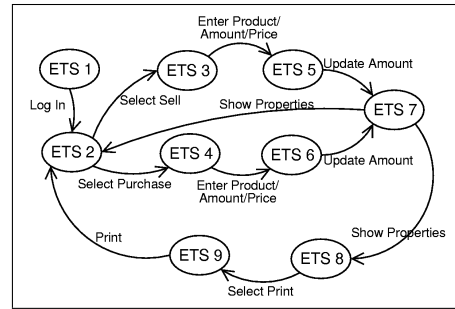 Enter Product/
Amount/Price
ETS 1
ETS 3
ETS 5
Update Amount
Log In
Select Sell
Show Properties
ETS 7
ETS 2
ETS 4
ETS 6
Update Amount
Select Purchase
Enter Product/
Amount/Price
Show Properties
Print
ETS 9
ETS 8
Select Print